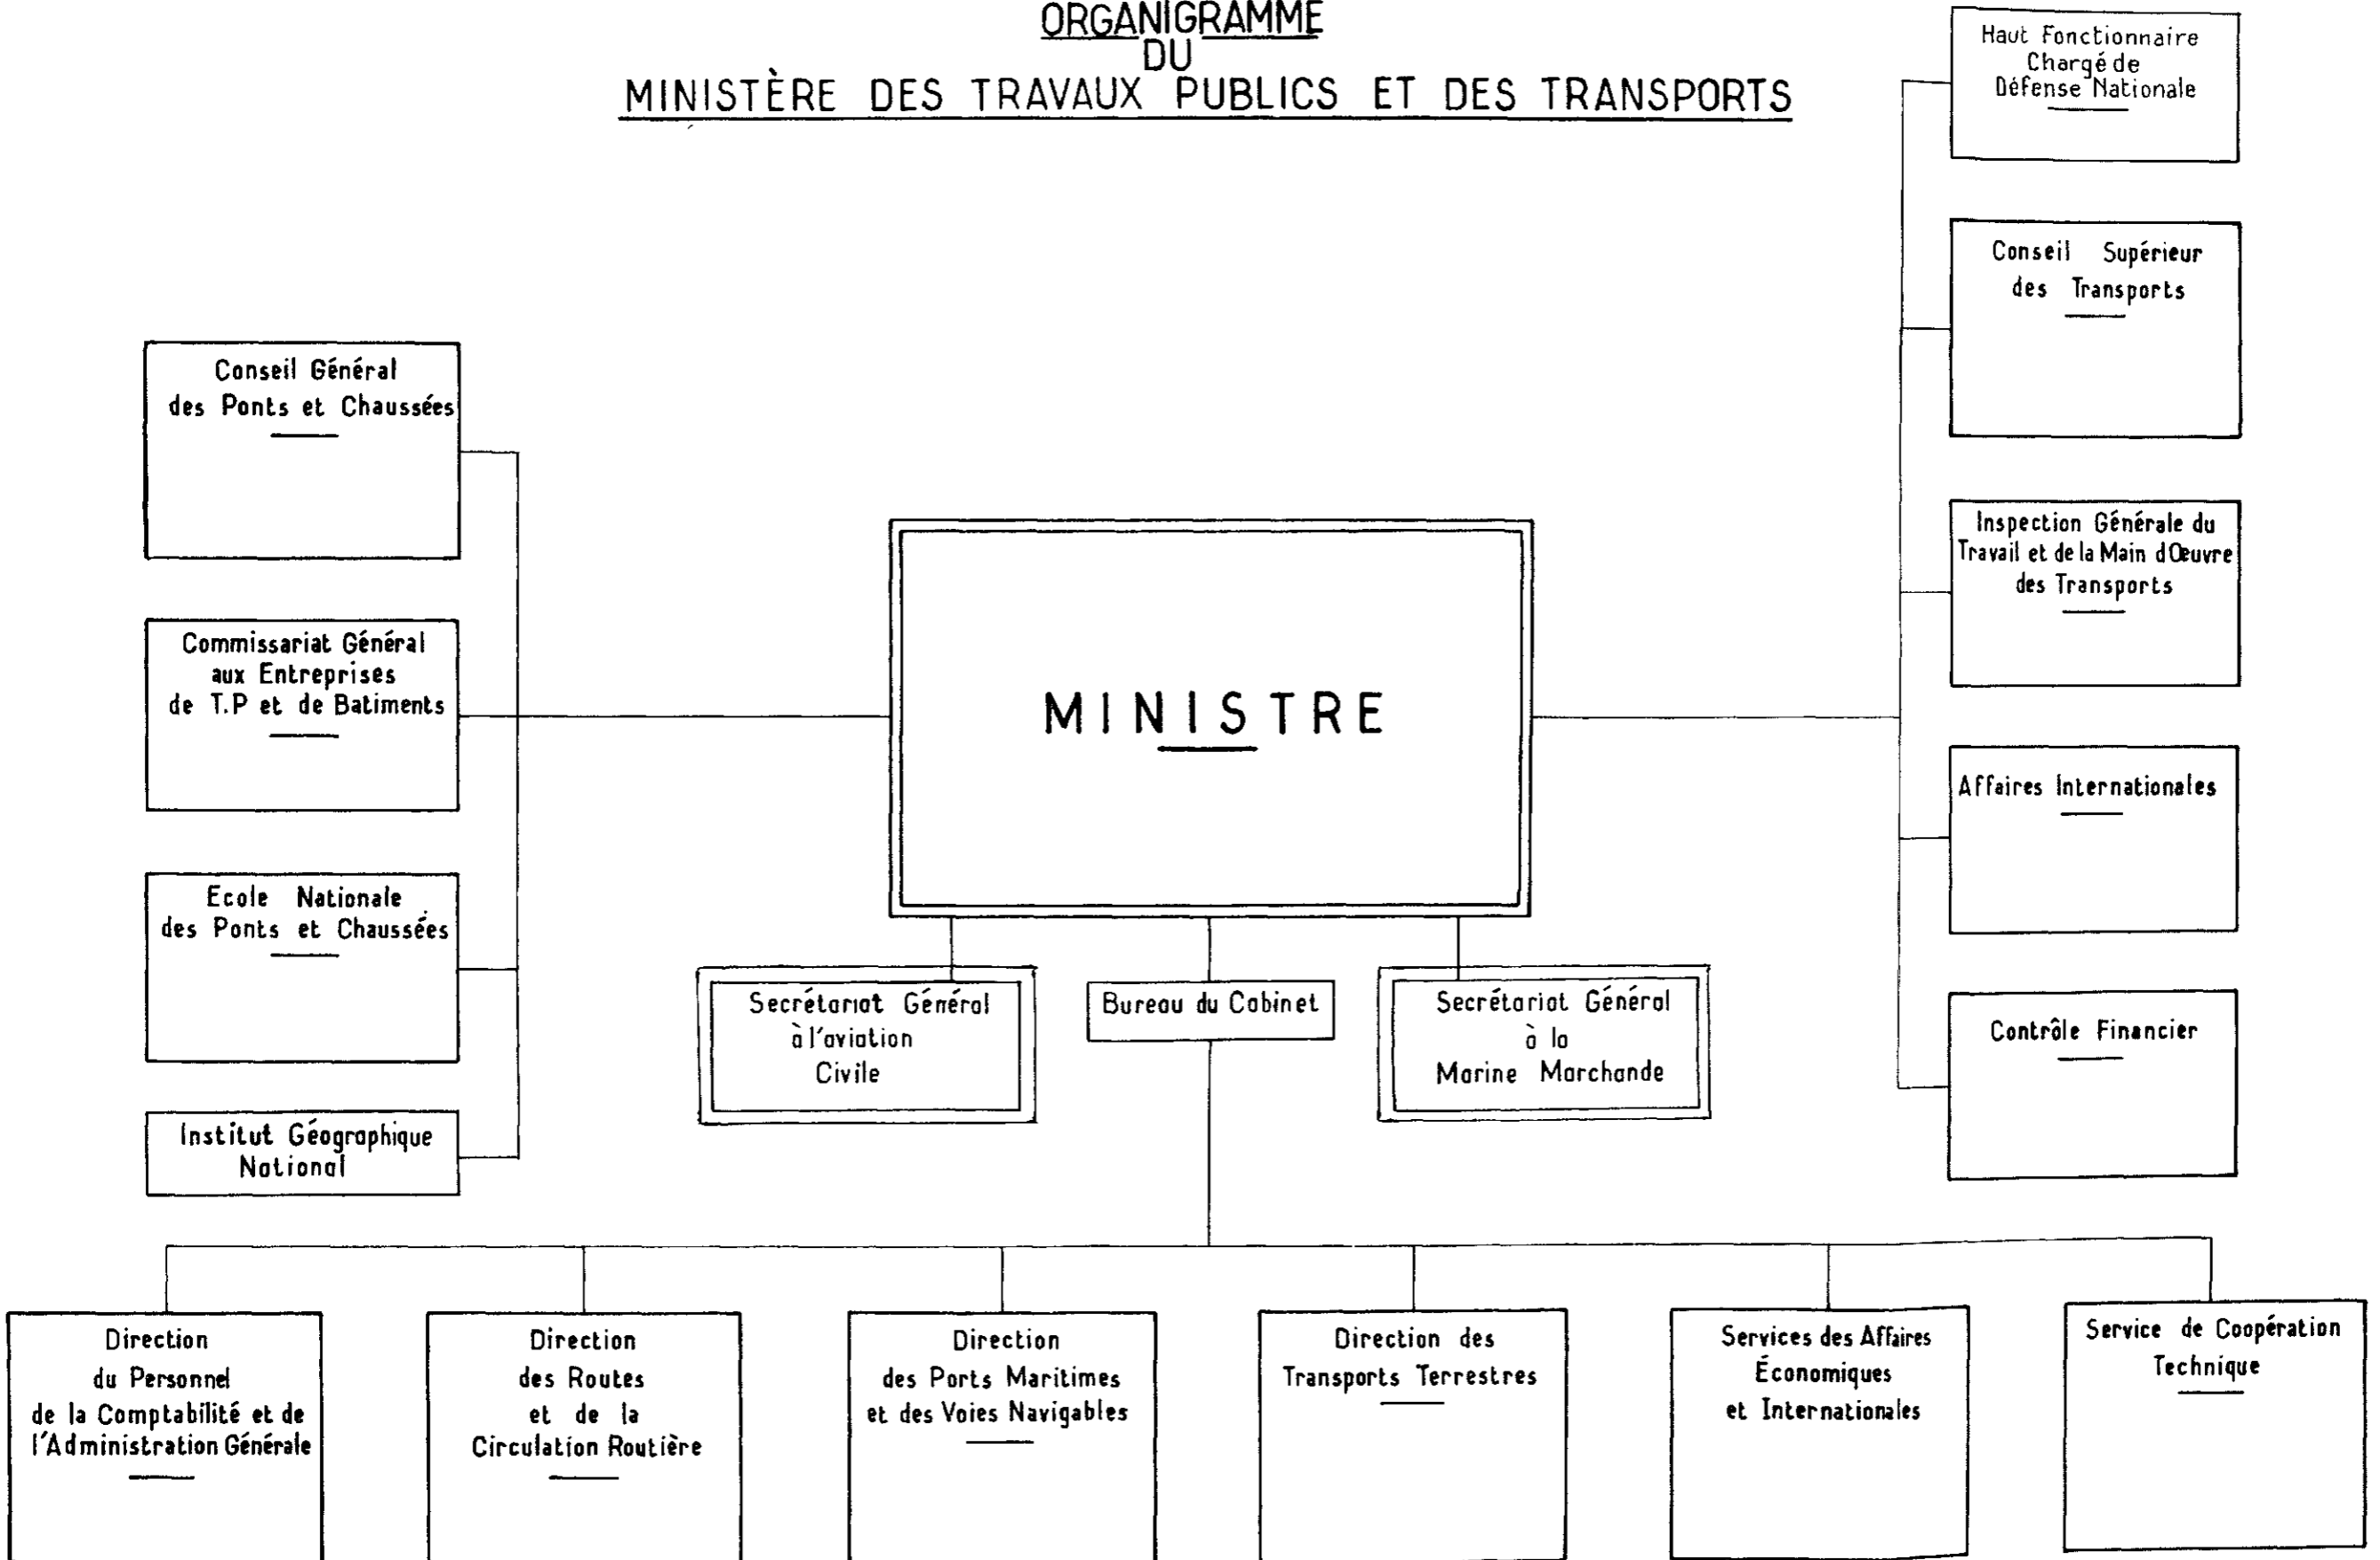 ORGANIGRAMME
DU
MINISTÈRE DES TRAVAUX PUBLICS ET DES TRANSPORTS
Haut Fonctionnaire
Chargé de
Défense Nationale
Conseil Supérieur
des Transports
Inspection Générale du
Travail et de la Main d'Œuvre
des Transports
Affaires Internationales
Contrôle Financier
Conseil Général
des Ponts et Chaussées
Commissariat Général
aux Entreprises
de T.P et de Batiments
Ecole Nationale
des Ponts et Chaussées
Institut Géographique
National
MINISTRE
Secrétariat Général
à l'aviation
Civile
Bureau du Cabinet
Secrétariat Général
à la
Marine Marchande
Direction
du Personnel
de la Comptabilité et de
l'Administration Générale
Direction
des Routes
et de la
Circulation Routière
Direction
des Ports Maritimes
et des Voies Navigables
Direction des
Transports Terrestres
Services des Affaires
Économiques
et Internationales
Service de Coopération
Technique